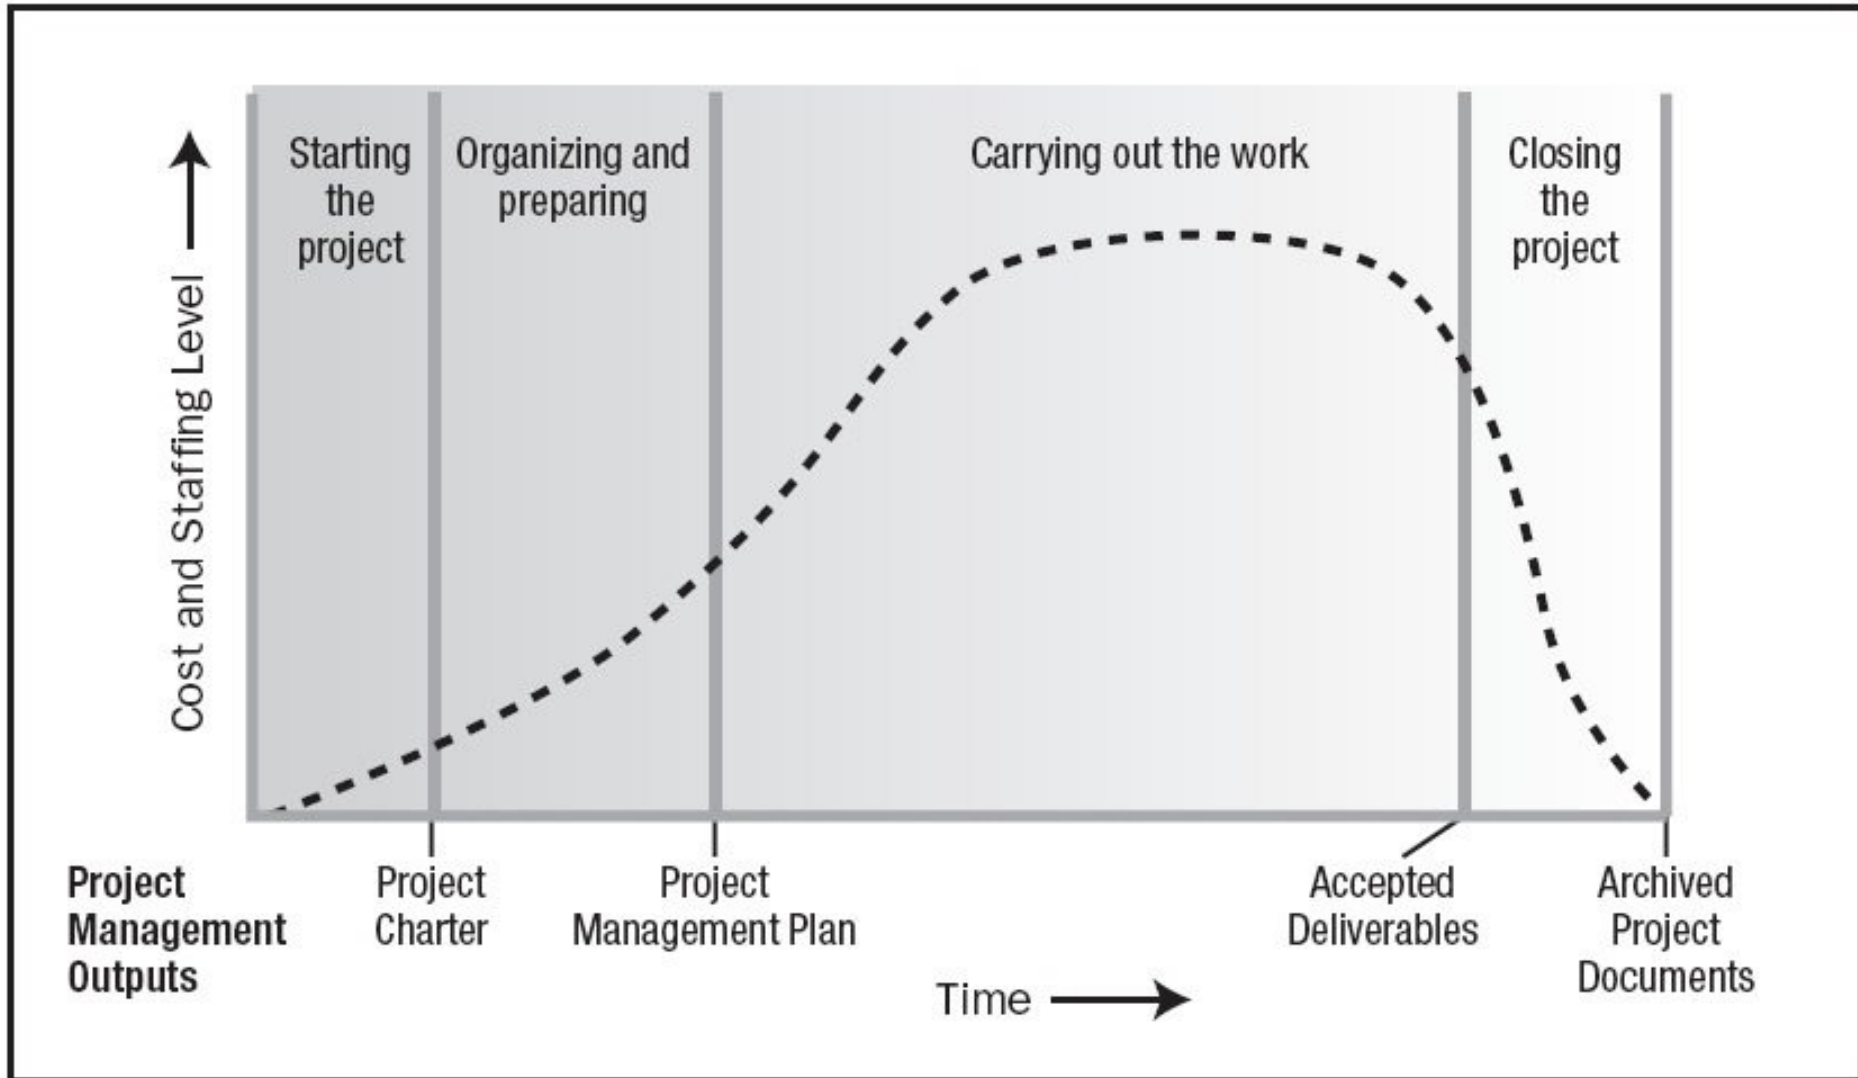 Starting
the
project
Organizing and
preparing
Carrying out the work
Closing
the
project
Cost and Staffing Level
Project
Management
Outputs
Project
Charter
Project
Management Plan
Accepted
Deliverables
Archived
Project
Documents
Time